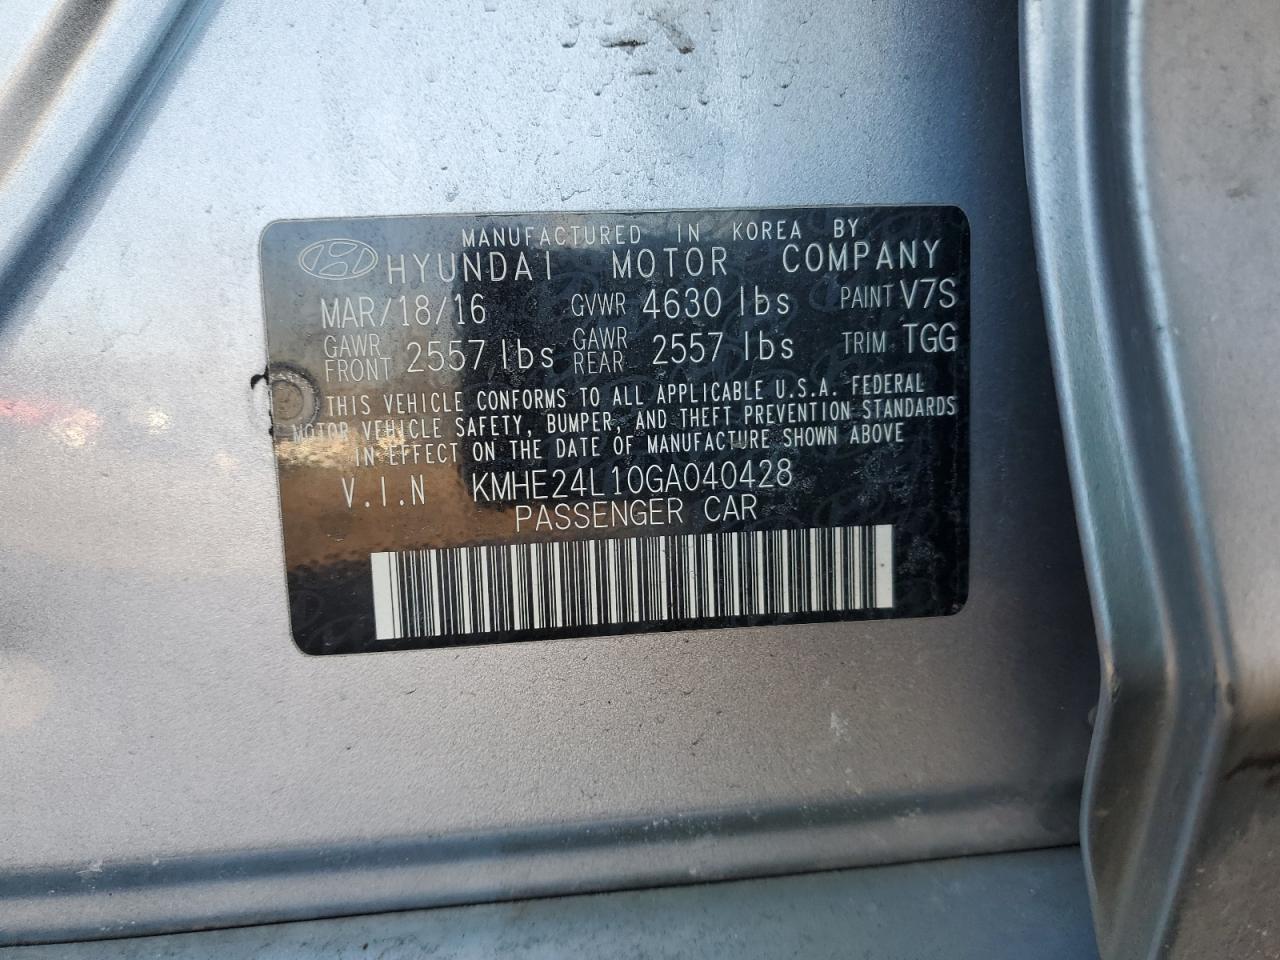 MANUFACTURED IN KOREA BY
HYUNDAI MOTOR COMPANY
MAR/18/16 GVWR 4630 lbs PAINT V7S
GAWR FRONT 2557 lbs GAWR REAR 2557 lbs TRIM TGG
THIS VEHICLE CONFORMS TO ALL APPLICABLE U.S.A. FEDERAL
MOTOR VEHICLE SAFETY, BUMPER, AND THEFT PREVENTION STANDARDS
IN EFFECT ON THE DATE OF MANUFACTURE SHOWN ABOVE
V.I.N KMHE24L10GA040428
PASSENGER CAR